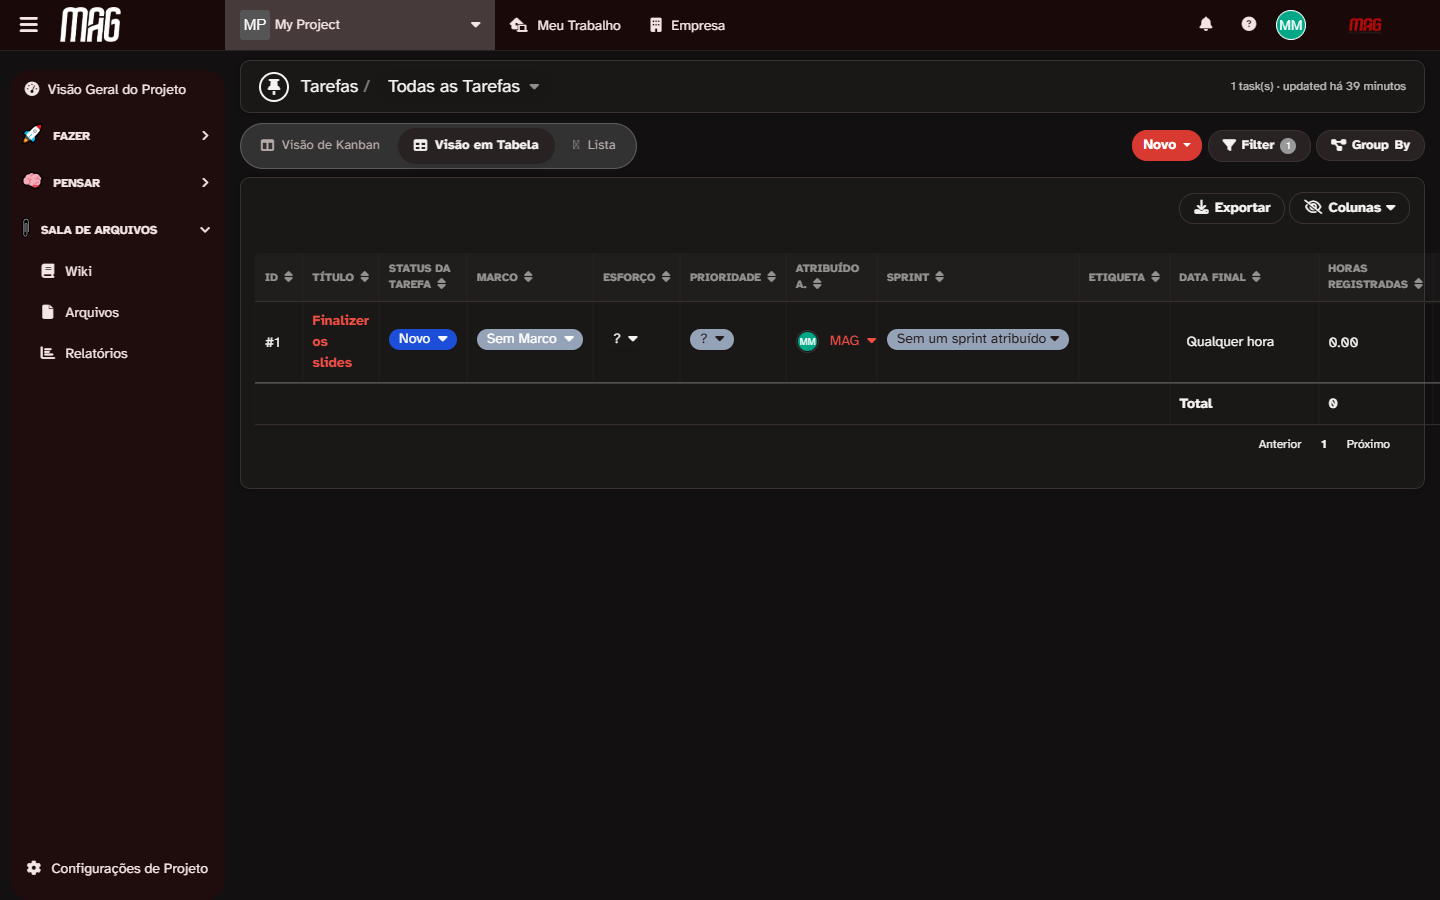 MAG
MP My Project
Meu Trabalho
Empresa
?
MM
MAG
Visão Geral do Projeto
FAZER
PENSAR
SALA DE ARQUIVOS
Wiki
Arquivos
Relatórios
Configurações de Projeto
Tarefas / Todas as Tarefas
1 task(s) · updated há 39 minutos
Visão de Kanban
Visão em Tabela
Lista
Novo
Filter 1
Group By
Exportar
Colunas
ID
TÍTULO
STATUS DA
TAREFA
MARCO
ESFORÇO
PRIORIDADE
ATRIBUÍDO
A.
SPRINT
ETIQUETA
DATA FINAL
HORAS
REGISTRADAS
#1
Finalizer
os
slides
Novo
Sem Marco
?
?
MM MAG
Sem um sprint atribuído
Qualquer hora
0.00
Total
0
Anterior 1 Próximo